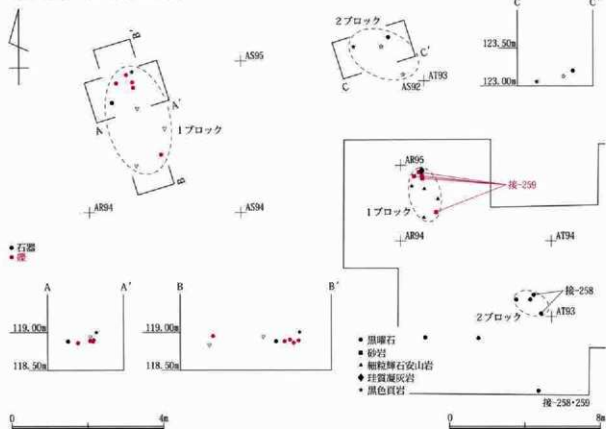 B'
AS95
A
A'
1ブロック
B
AR94
AS94
● 石器
● 礫
2ブロック
C
C'
AT93
AS92
C
C'
123.50m
123.00m
AR95
接-259
1ブロック
AR94
AT94
接-258
2ブロック
AT93
A
A'
119.00m
118.50m
B
B'
119.00m
118.50m
● 黒曜石
■ 砂岩
▲ 細粒輝石安山岩
◆ 珪質凝灰岩
★ 黒色頁岩
接-258・259
0
4m
0
8m